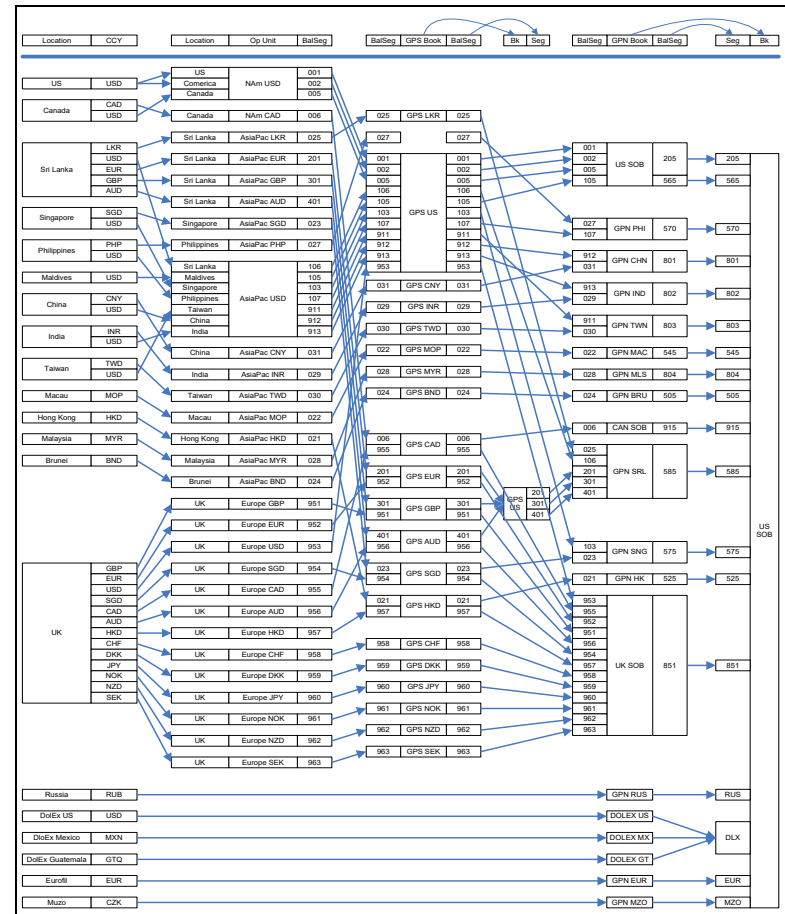 Location CCY Location Op Unit BalSeg BalSeg GPS Book BalSeg Bk Seg BalSeg GPN Book BalSeg Seg Bk
US USD
Canada CAD
USD
Sri Lanka LKR
USD
EUR
GBP
AUD
Singapore SGD
USD
Philippines PHP
USD
Maldives USD
China CNY
USD
India INR
USD
Taiwan TWD
USD
Macau MOP
Hong Kong HKD
Malaysia MYR
Brunei BND
UK GBP
EUR
USD
SGD
CAD
AUD
HKD
CHF
DKK
JPY
NOK
NZD
SEK
Russia RUB
DolEx US USD
DloEx Mexico MXN
DolEx Guatemala GTQ
Eurofil EUR
Muzo CZK
US NAm USD 001
Comerica 002
Canada 005
Canada NAm CAD 006
Sri Lanka AsiaPac LKR 025
Sri Lanka AsiaPac EUR 201
Sri Lanka AsiaPac GBP 301
Sri Lanka AsiaPac AUD 401
Singapore AsiaPac SGD 023
Philippines AsiaPac PHP 027
Sri Lanka AsiaPac USD 106
Maldives 105
Singapore 103
Philippines 107
Taiwan 911
China 912
India 913
China AsiaPac CNY 031
India AsiaPac INR 029
Taiwan AsiaPac TWD 030
Macau AsiaPac MOP 022
Hong Kong AsiaPac HKD 021
Malaysia AsiaPac MYR 028
Brunei AsiaPac BND 024
UK Europe GBP 951
UK Europe EUR 952
UK Europe USD 953
UK Europe SGD 954
UK Europe CAD 955
UK Europe AUD 956
UK Europe HKD 957
UK Europe CHF 958
UK Europe DKK 959
UK Europe JPY 960
UK Europe NOK 961
UK Europe NZD 962
UK Europe SEK 963
025 GPS LKR 025
027 027
001 GPS US 001
002 002
005 005
106 106
105 105
103 103
107 107
911 911
912 912
913 913
953 953
031 GPS CNY 031
029 GPS INR 029
030 GPS TWD 030
022 GPS MOP 022
028 GPS MYR 028
024 GPS BND 024
006 GPS CAD 006
955 955
201 GPS EUR 201
952 952
301 GPS GBP 301
951 951
401 GPS AUD 401
956 956
023 GPS SGD 023
954 954
021 GPS HKD 021
957 957
958 GPS CHF 958
959 GPS DKK 959
960 GPS JPY 960
961 GPS NOK 961
962 GPS NZD 962
963 GPS SEK 963
GPS US 201
301
401
001 US SOB 205 205
002
005
105 565 565
027 GPN PHI 570 570
107
912 GPN CHN 801 801
031
913 GPN IND 802 802
029
911 GPN TWN 803 803
030
022 GPN MAC 545 545
028 GPN MLS 804 804
024 GPN BRU 505 505
006 CAN SOB 915 915
025 GPN SRL 585 585
106
201
301
401
103 GPN SNG 575 575
023
021 GPN HK 525 525
953 UK SOB 851 851
955
952
951
956
954
957
958
959
960
961
962
963
GPN RUS RUS
DOLEX US
DOLEX MX DLX
DOLEX GT
GPN EUR EUR
GPN MZO MZO
US
SOB